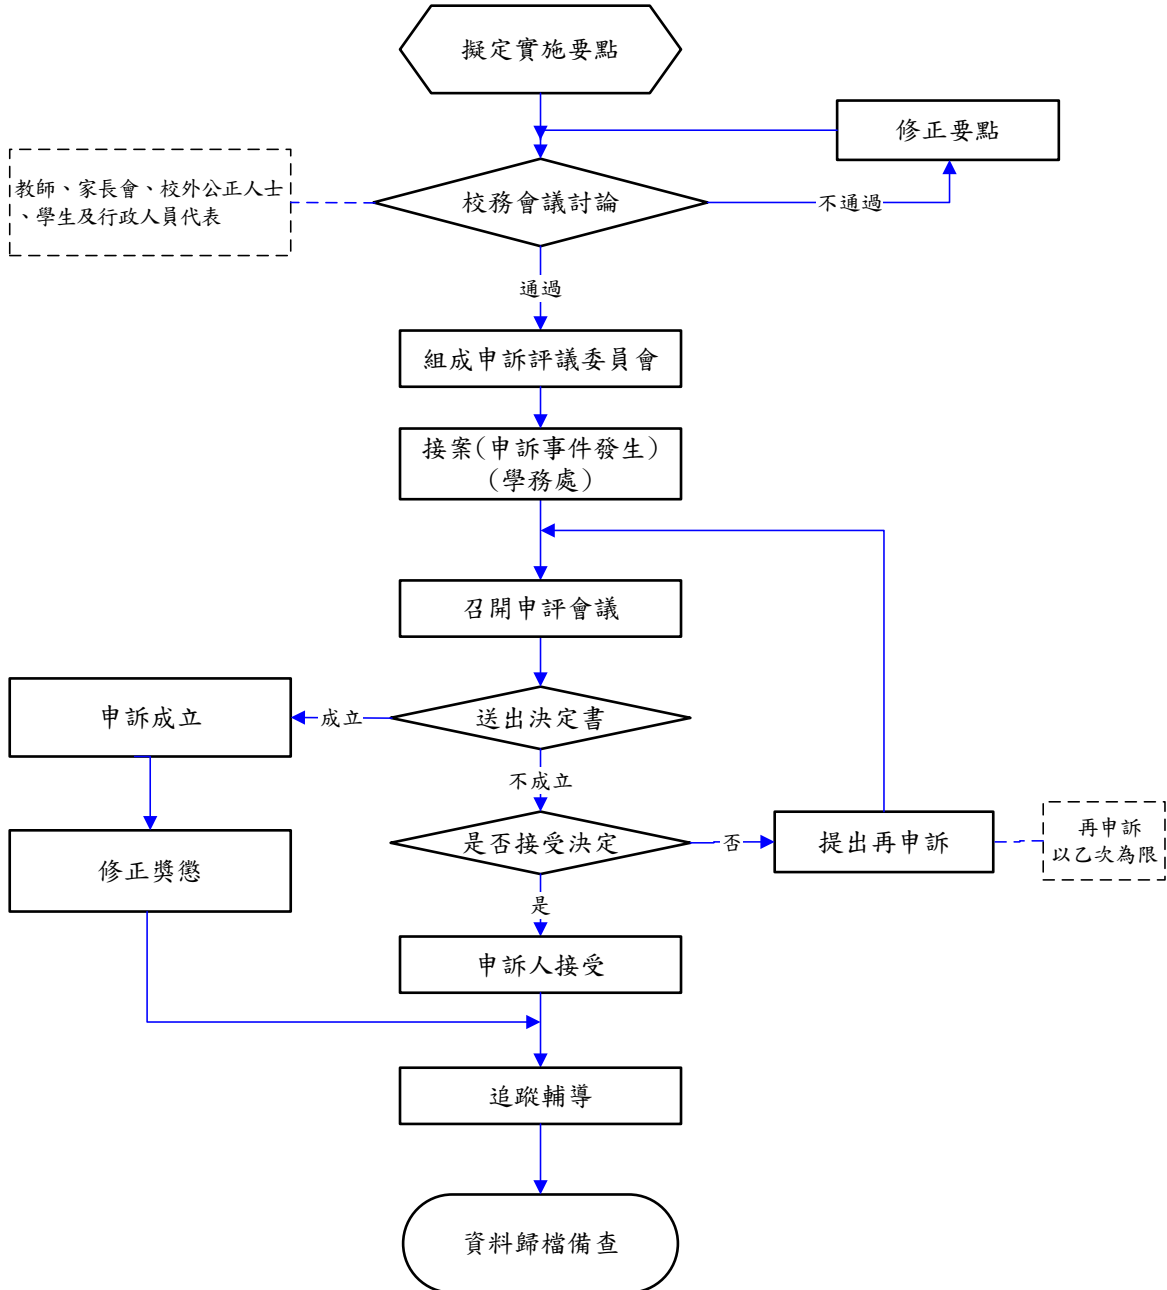 擬定實施要點
修正要點
教師、家長會、校外公正人士
、學生及行政人員代表
校務會議討論
不通過
通過
組成申訴評議委員會
接案(申訴事件發生)
(學務處)
召開申評會議
申訴成立
成立
送出決定書
不成立
修正獎懲
是否接受決定
否
提出再申訴
再申訴
以乙次為限
是
申訴人接受
追蹤輔導
資料歸檔備查